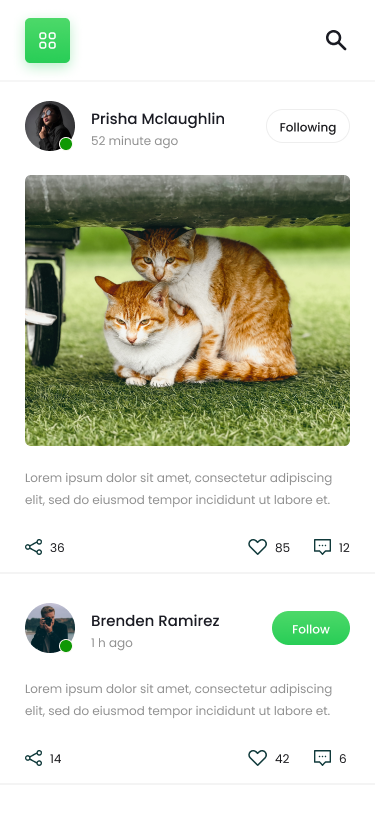 Prisha Mclaughlin
52 minute ago
Following
Lorem ipsum dolor sit amet, consectetur adipiscing
elit, sed do eiusmod tempor incididunt ut labore et.
36
85
12
Brenden Ramirez
1 h ago
Follow
Lorem ipsum dolor sit amet, consectetur adipiscing
elit, sed do eiusmod tempor incididunt ut labore et.
14
42
6